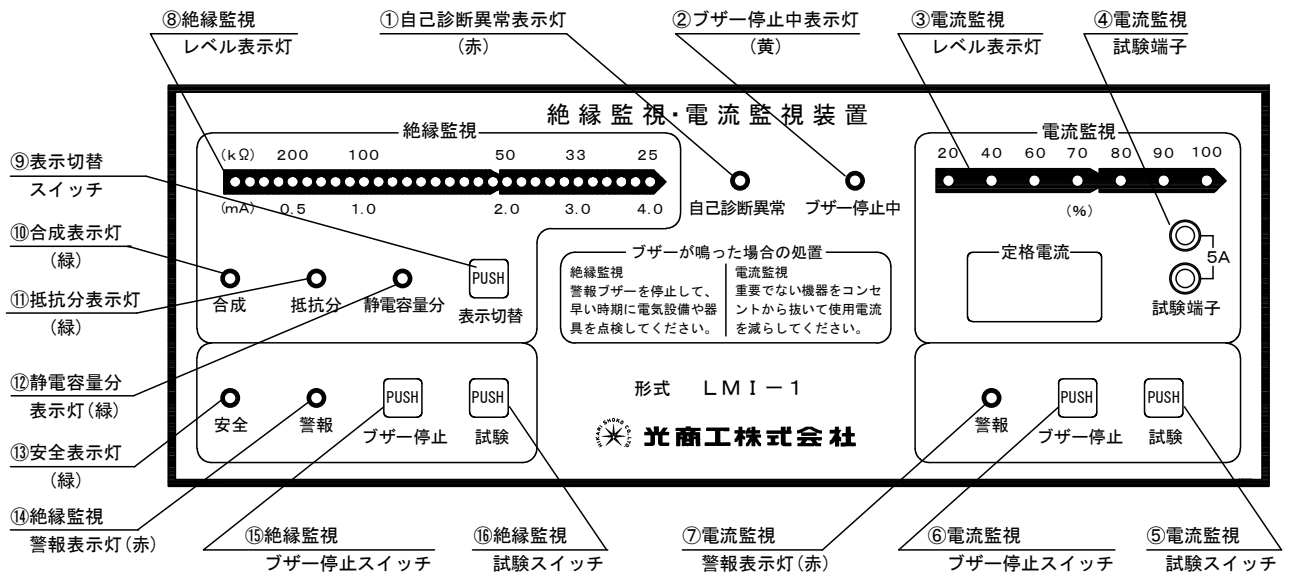 ⑧絶縁監視
レベル表示灯
①自己診断異常表示灯
(赤)
②ブザー停止中表示灯
(黄)
③電流監視
レベル表示灯
④電流監視
試験端子
絶縁監視・電流監視装置
絶縁監視
(kΩ) 200 100 50 33 25
(mA) 0.5 1.0 2.0 3.0 4.0
自己診断異常
ブザー停止中
電流監視
20 40 60 70 80 90 100
(%)
定格電流
5A
試験端子
⑨表示切替
スイッチ
⑩合成表示灯
(緑)
⑪抵抗分表示灯
(緑)
⑫静電容量分
表示灯(緑)
⑬安全表示灯
(緑)
⑭絶縁監視
警報表示灯(赤)
合成
抵抗分
静電容量分
PUSH
表示切替
ブザーが鳴った場合の処置
絶縁監視
警報ブザーを停止して、
早い時期に電気設備や器
具を点検してください。
電流監視
重要でない機器をコンセ
ントから抜いて使用電流
を減らしてください。
安全
警報
PUSH
ブザー停止
PUSH
試験
形式 LMI-1
HIKARI SHOKO CO.,LTD.
光商工株式会社
警報
PUSH
ブザー停止
PUSH
試験
⑮絶縁監視
ブザー停止スイッチ
⑯絶縁監視
試験スイッチ
⑦電流監視
警報表示灯(赤)
⑥電流監視
ブザー停止スイッチ
⑤電流監視
試験スイッチ